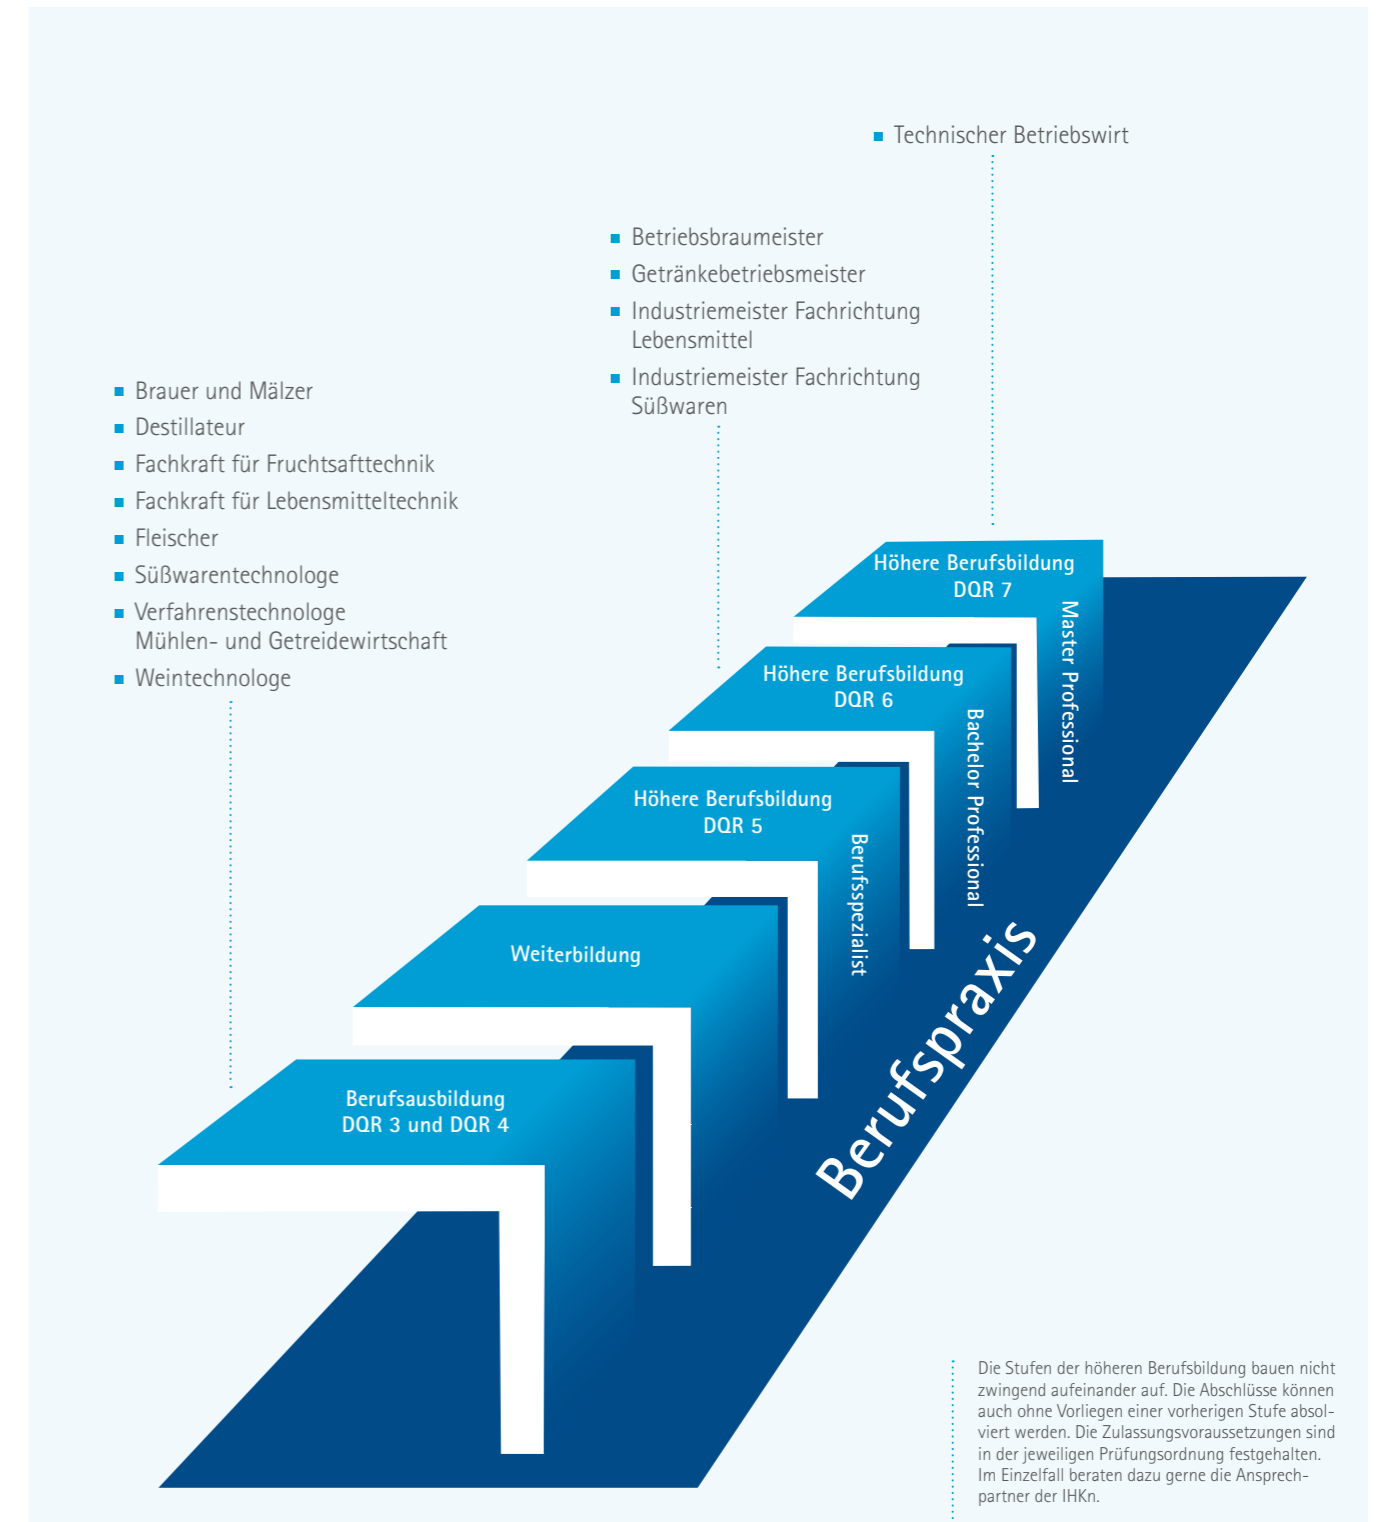 Technischer Betriebswirt
Betriebsbraumeister
Getränkebetriebsmeister
Industriemeister Fachrichtung
Lebensmittel
Industriemeister Fachrichtung
Süßwaren
Brauer und Mälzer
Destillateur
Fachkraft für Fruchtsafttechnik
Fachkraft für Lebensmitteltechnik
Fleischer
Süßwarentechnologe
Verfahrenstechnologe
Mühlen- und Getreidewirtschaft
Weintechnologe
Höhere Berufsbildung
DQR 7
Master Professional
Höhere Berufsbildung
DQR 6
Bachelor Professional
Höhere Berufsbildung
DQR 5
Berufsspezialist
Weiterbildung
Berufsausbildung
DQR 3 und DQR 4
Berufspraxis
Die Stufen der höheren Berufsbildung bauen nicht
zwingend aufeinander auf. Die Abschlüsse können
auch ohne Vorliegen einer vorherigen Stufe absol-
viert werden. Die Zulassungsvoraussetzungen sind
in der jeweiligen Prüfungsordnung festgehalten.
Im Einzelfall beraten dazu gerne die Ansprech-
partner der IHKn.